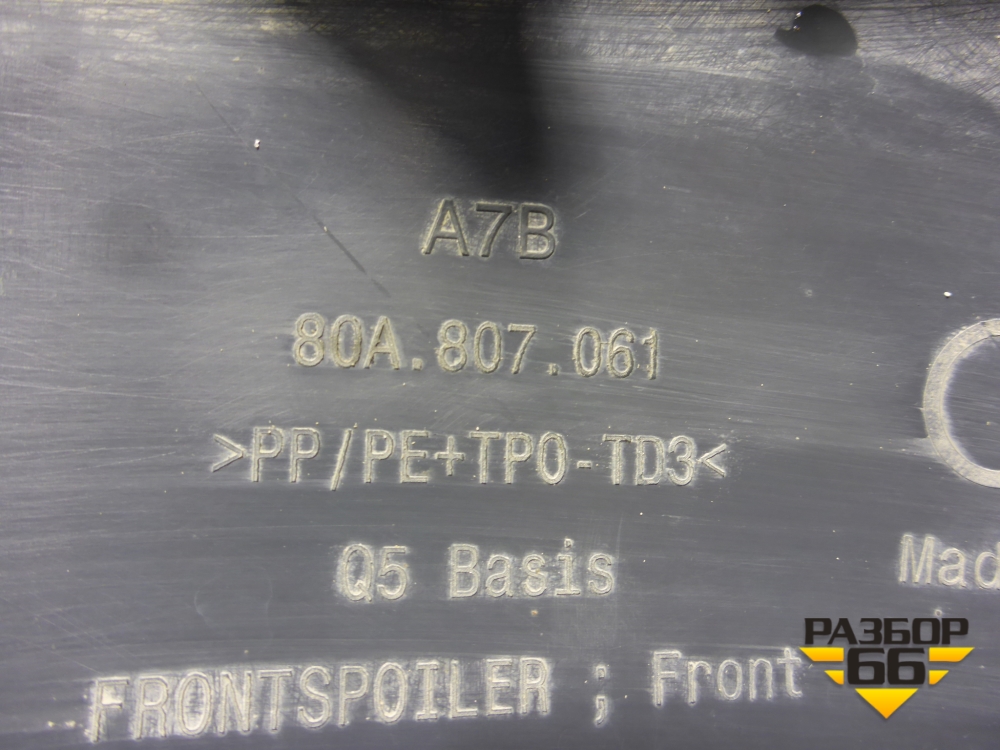 A7B
80A.807.061
>PP/PE+TPO-TD3<
Q5 Basis
Mad
FRONTSPOILER ; Front
РАЗБОР
66